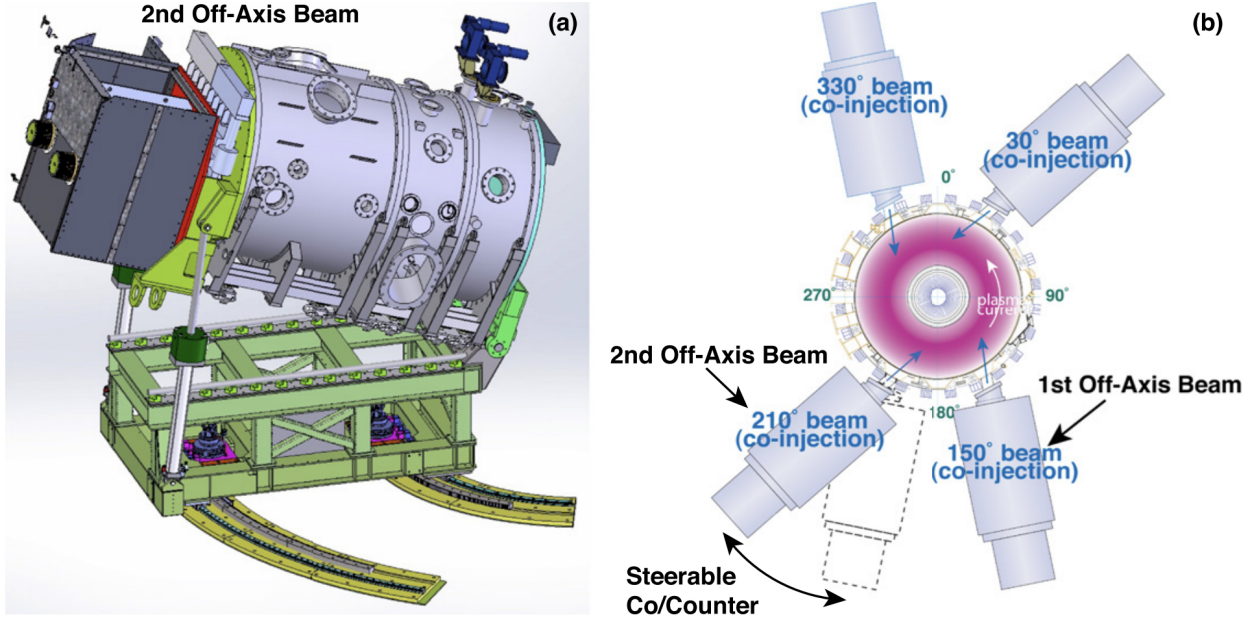 2nd Off-Axis Beam
(a)
(b)
330° beam
(co-injection)
30° beam
(co-injection)
0°
270°
plasma
current
90°
2nd Off-Axis Beam
1st Off-Axis Beam
180°
210° beam
(co-injection)
150° beam
(co-injection)
Steerable
Co/Counter